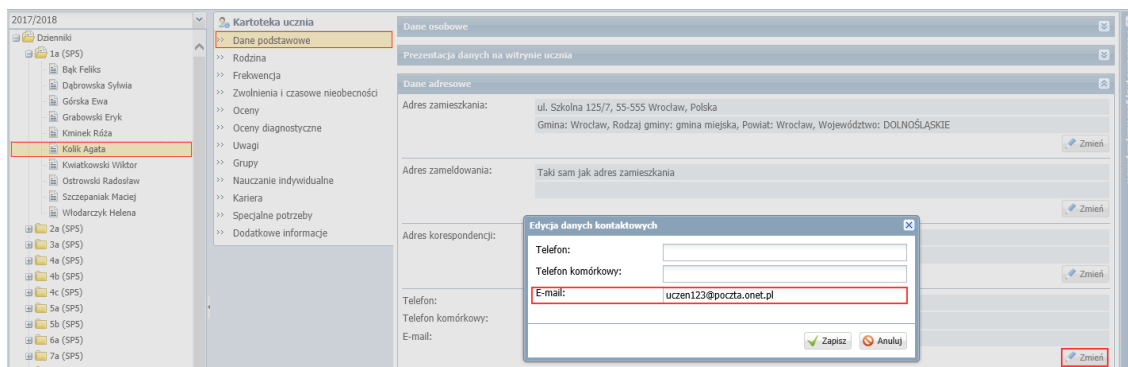 2017/2018
Dzienniki
1a (SP5)
Bąk Feliks
Dąbrowska Sylwia
Górska Ewa
Grabowski Eryk
Kminek Róża
Kolik Agata
Kwiatkowski Wiktor
Ostrowski Radosław
Szczepaniak Maciej
Włodarczyk Helena
2a (SP5)
3a (SP5)
4a (SP5)
4b (SP5)
4c (SP5)
5a (SP5)
5b (SP5)
6a (SP5)
7a (SP5)
Kartoteka ucznia
Dane podstawowe
Rodzina
Frekwencja
Zwolnienia i czasowe nieobecności
Oceny
Oceny diagnostyczne
Uwagi
Grupy
Nauczanie indywidualne
Kariera
Specjalne potrzeby
Dodatkowe informacje
Dane osobowe
Prezentacja danych na witrynie ucznia
Dane adresowe
Adres zamieszkania: ul. Szkolna 125/7, 55-555 Wrocław, Polska
Gmina: Wrocław, Rodzaj gminy: gmina miejska, Powiat: Wrocław, Województwo: DOLNOŚLĄSKIE
Zmień
Adres zameldowania: Taki sam jak adres zamieszkania
Zmień
Adres korespondencji:
Zmień
Telefon:
Telefon komórkowy:
E-mail:
Zmień
Edycja danych kontaktowych
Telefon:
Telefon komórkowy:
E-mail: uczen123@poczta.onet.pl
Zapisz Anuluj